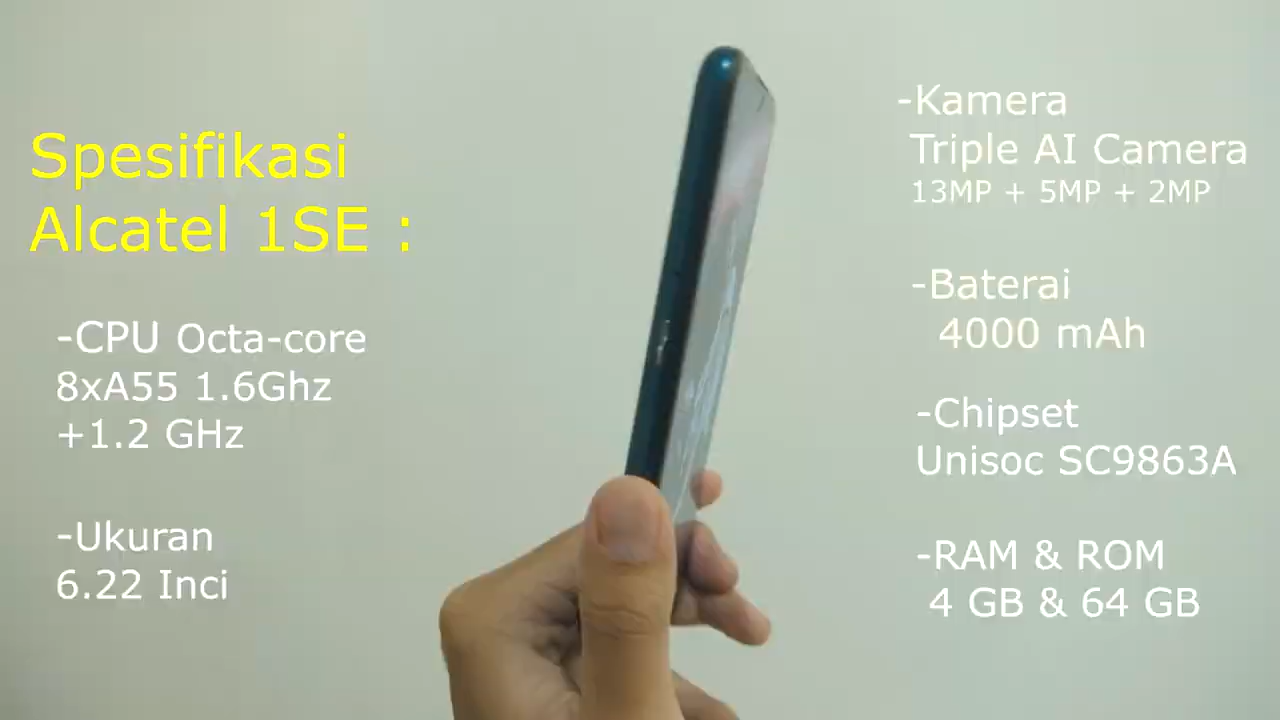 Spesifikasi
Alcatel 1SE :
-CPU Octa-core
8xA55 1.6Ghz
+1.2 GHz
-Ukuran
6.22 Inci
-Kamera
Triple AI Camera
13MP + 5MP + 2MP
-Baterai
4000 mAh
-Chipset
Unisoc SC9863A
-RAM & ROM
4 GB & 64 GB